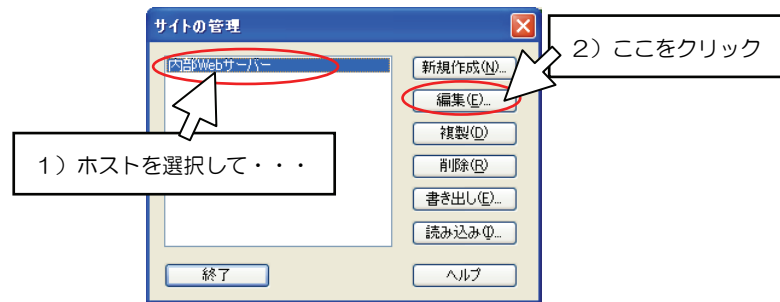 サイトの管理
2）ここをクリック
内部Webサーバー
新規作成(N)...
編集(E)...
1）ホストを選択して・・・
複製(D)
削除(R)
書き出し(E)...
読み込み(I)...
終了
ヘルプ